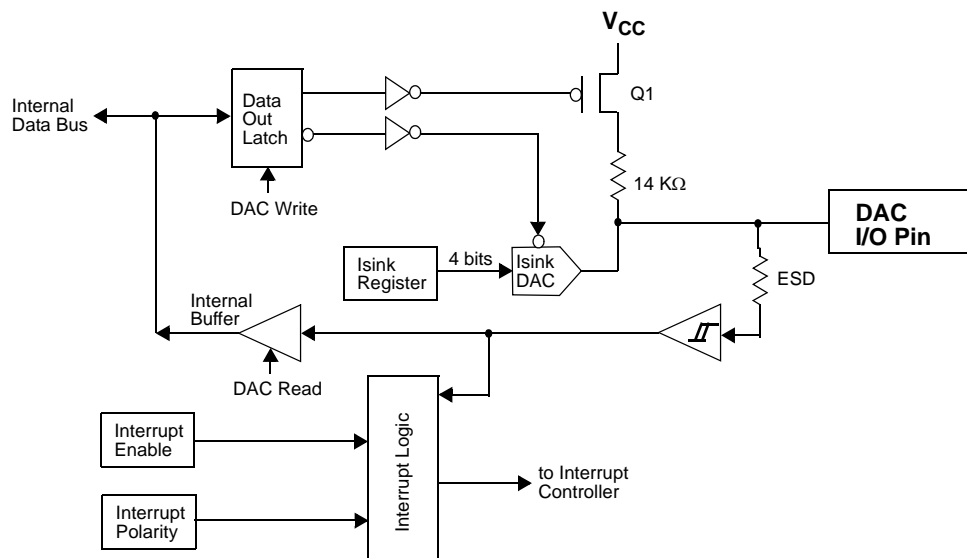 VCC
Internal
Data Bus
Data
Out
Latch
Q1
14 KΩ
DAC Write
DAC
I/O Pin
Isink
Register
4 bits
Isink
DAC
ESD
Internal
Buffer
DAC Read
Interrupt
Enable
Interrupt Logic
to Interrupt
Controller
Interrupt
Polarity